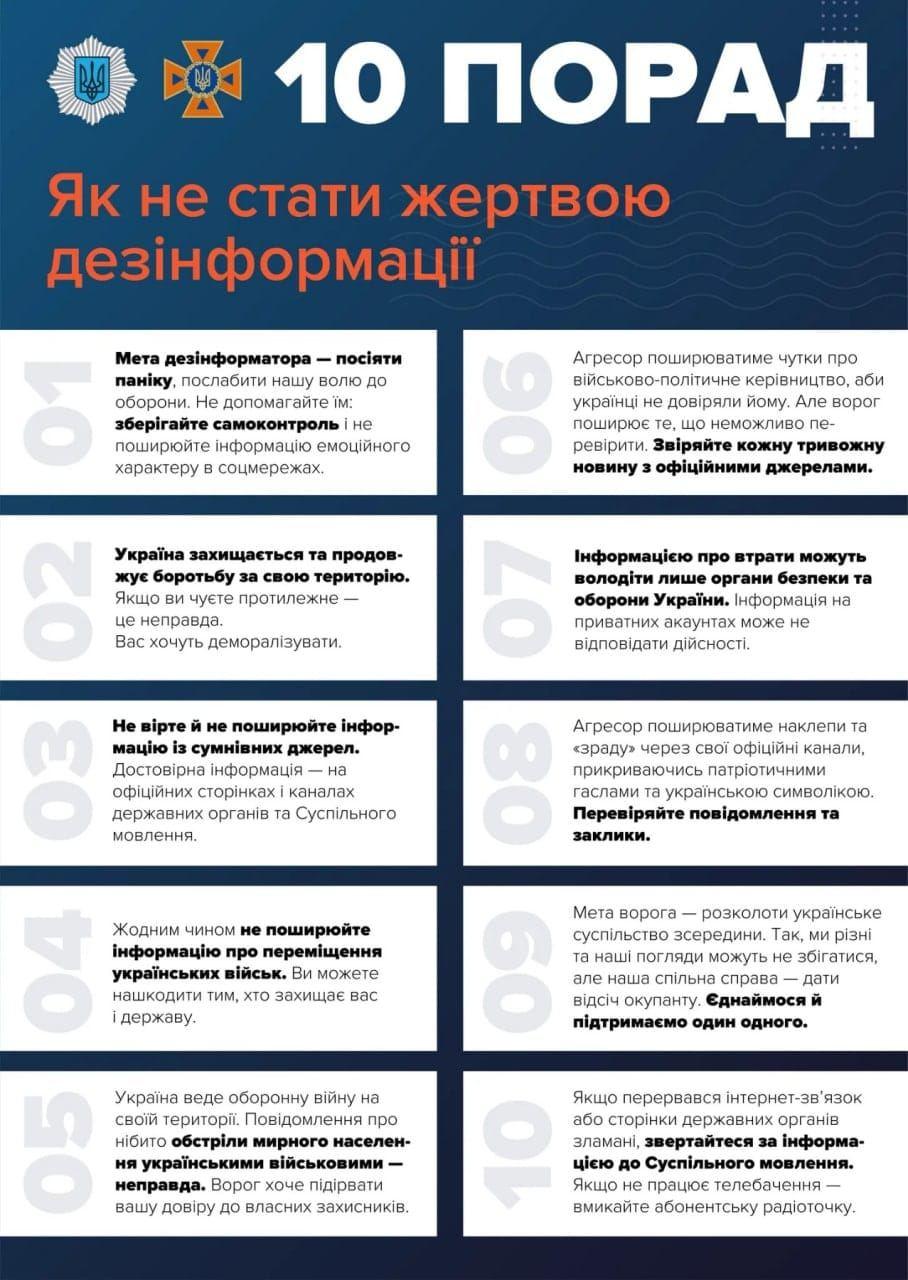 10 ПОРАД
Як не стати жертвою
дезінформації
01
Мета дезінформатора — посіяти
паніку, послабити нашу волю до
оборони. Не допомагайте їм:
зберігайте самоконтроль і не
поширюйте інформацію емоційного
характеру в соцмережах.
02
Україна захищається та продов-
жує боротьбу за свою територію.
Якщо ви чуєте протилежне —
це неправда.
Вас хочуть деморалізувати.
03
Не вірте й не поширюйте інфор-
мацію із сумнівних джерел.
Достовірна інформація — на
офіційних сторінках і каналах
державних органів та Суспільного
мовлення.
04
Жодним чином не поширюйте
інформацію про переміщення
українських військ. Ви можете
нашкодити тим, хто захищає вас
і державу.
05
Україна веде оборонну війну на
своїй території. Повідомлення про
нібито обстріли мирного населен-
ня українськими військовими —
неправда. Ворог хоче підірвати
вашу довіру до власних захисників.
06
Агресор поширюватиме чутки про
військово-політичне керівництво, аби
українці не довіряли йому. Але ворог
поширює те, що неможливо пе-
ревірити. Звіряйте кожну тривожну
новину з офіційними джерелами.
07
Інформацією про втрати можуть
володіти лише органи безпеки та
оборони України. Інформація на
приватних акаунтах може не
відповідати дійсності.
08
Агресор поширюватиме наклепи та
«зраду» через свої офіційні канали,
прикриваючись патріотичними
гаслами та українською символікою.
Перевіряйте повідомлення та
заклики.
09
Мета ворога — розколоти українське
суспільство зсередини. Так, ми різні
та наші погляди можуть не збігатися,
але наша спільна справа — дати
відсіч окупанту. Єднаймося й
підтримаємо один одного.
10
Якщо перервався інтернет-зв'язок
або сторінки державних органів
зламані, звертайтеся за інформа-
цією до Суспільного мовлення.
Якщо не працює телебачення —
вмикайте абонентську радіоточку.